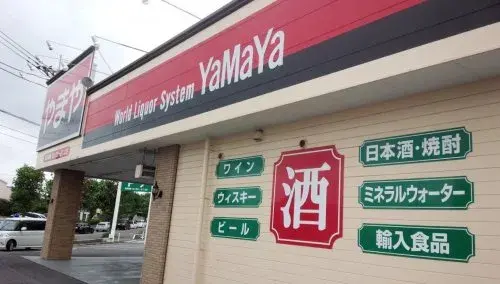 やまや
World Liquor System YaMaYa
ワイン
ウィスキー
ビール
酒
日本酒・焼酎
ミネラルウォーター
輸入食品